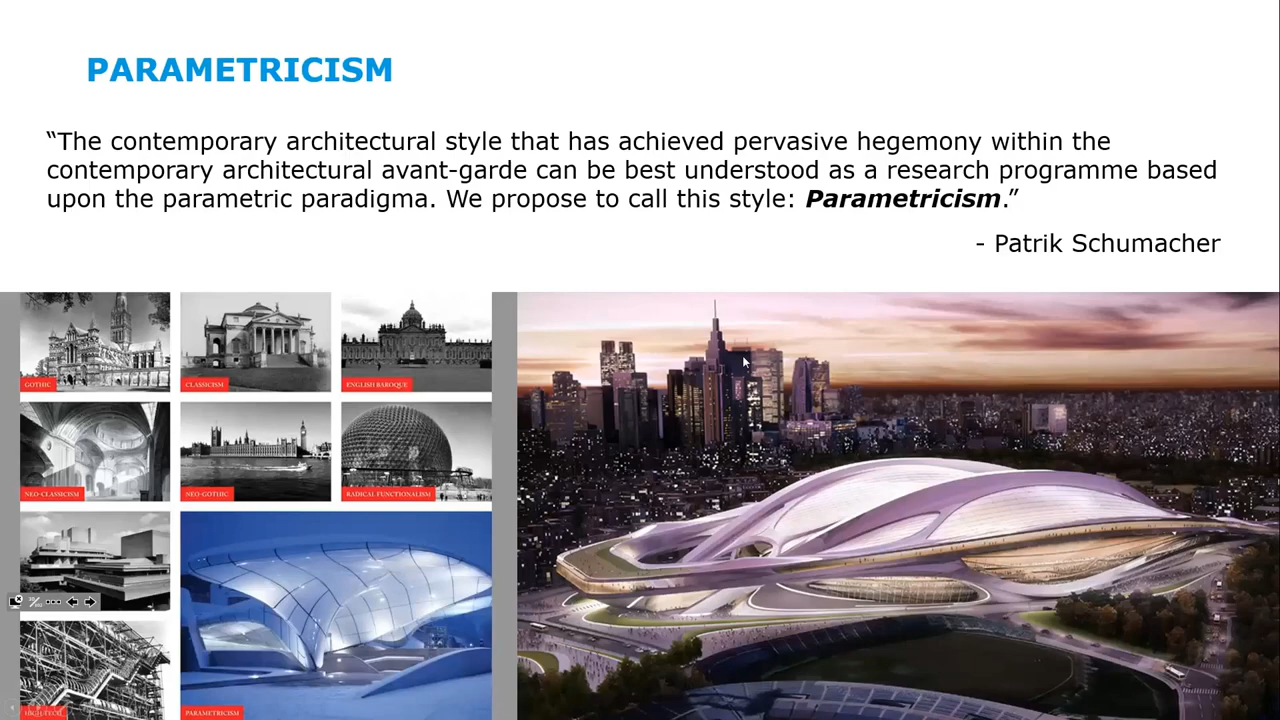 PARAMETRICISM
“The contemporary architectural style that has achieved pervasive hegemony within the
contemporary architectural avant-garde can be best understood as a research programme based
upon the parametric paradigma. We propose to call this style: Parametricism.”
- Patrik Schumacher
GOTHIC
CLASSICISM
ENGLISH BAROQUE
NEO-CLASSICISM
NEO-GOTHIC
RADICAL FUNCTIONALISM
HIGH-TECH
PARAMETRICISM